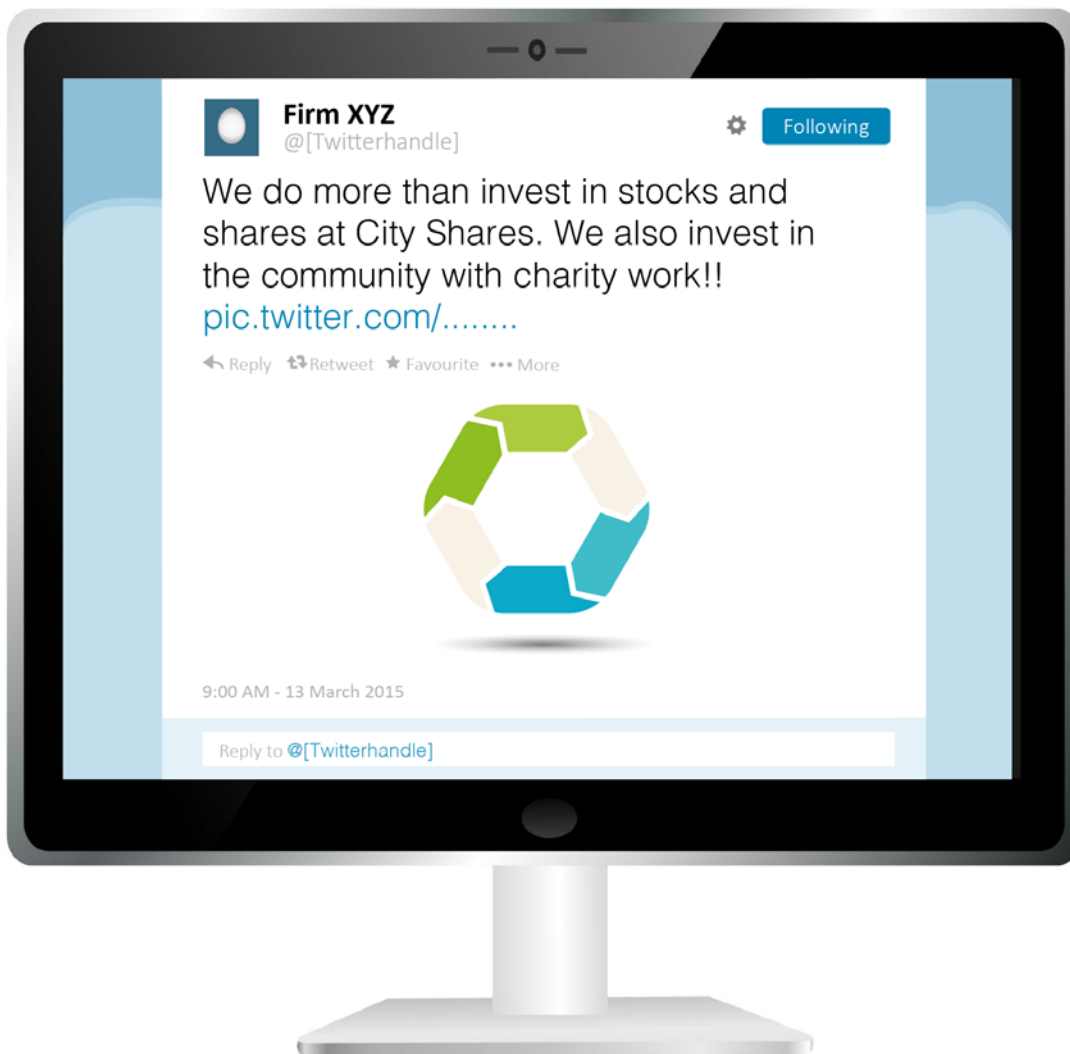 Firm XYZ
@[Twitterhandle]
Following
We do more than invest in stocks and
shares at City Shares. We also invest in
the community with charity work!!
pic.twitter.com/........
Reply Retweet Favourite ••• More
9:00 AM - 13 March 2015
Reply to @[Twitterhandle]